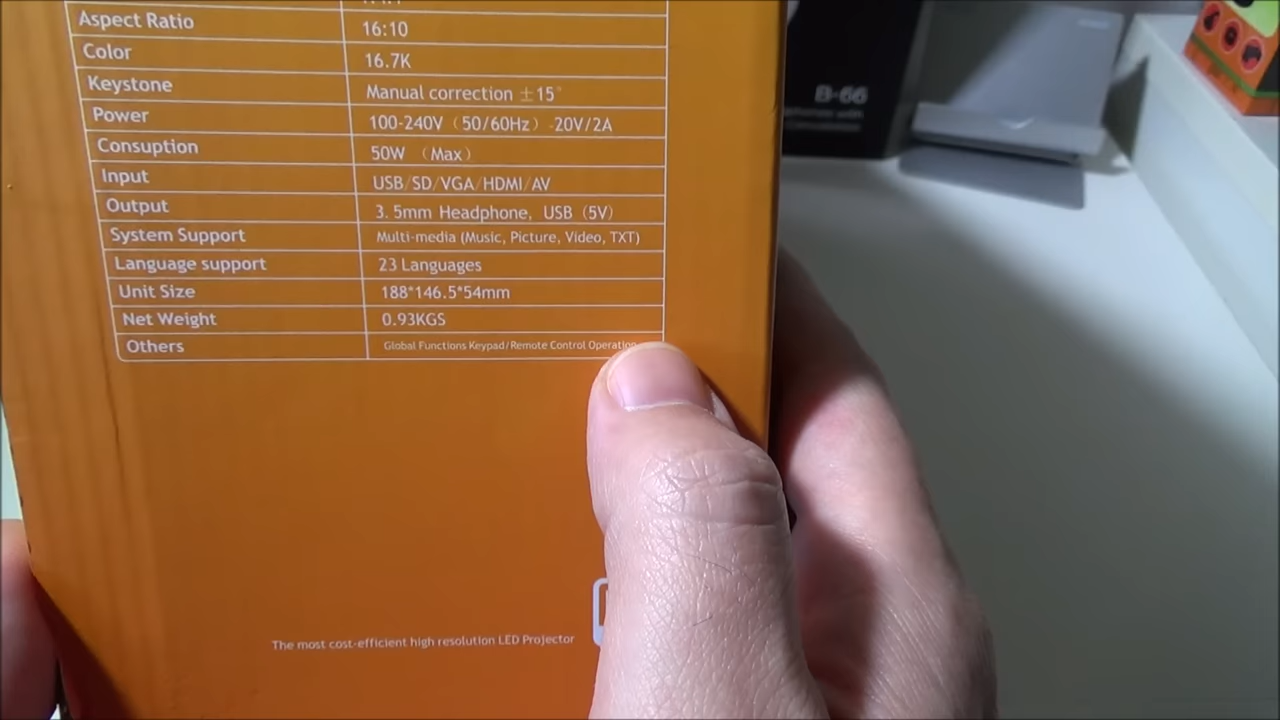 Aspect Ratio 16:10
Color 16.7K
Keystone Manual correction ±15°
Power 100-240V（50/60Hz）-20V/2A
Consuption 50W （Max）
Input USB/SD/VGA/HDMI/AV
Output 3. 5mm Headphone, USB（5V）
System Support Multi-media (Music, Picture, Video, TXT)
Language support 23 Languages
Unit Size 188*146.5*54mm
Net Weight 0.93KGS
Others Global Functions Keypad/Remote Control Operation
The most cost-efficient high resolution LED Projector
B-66